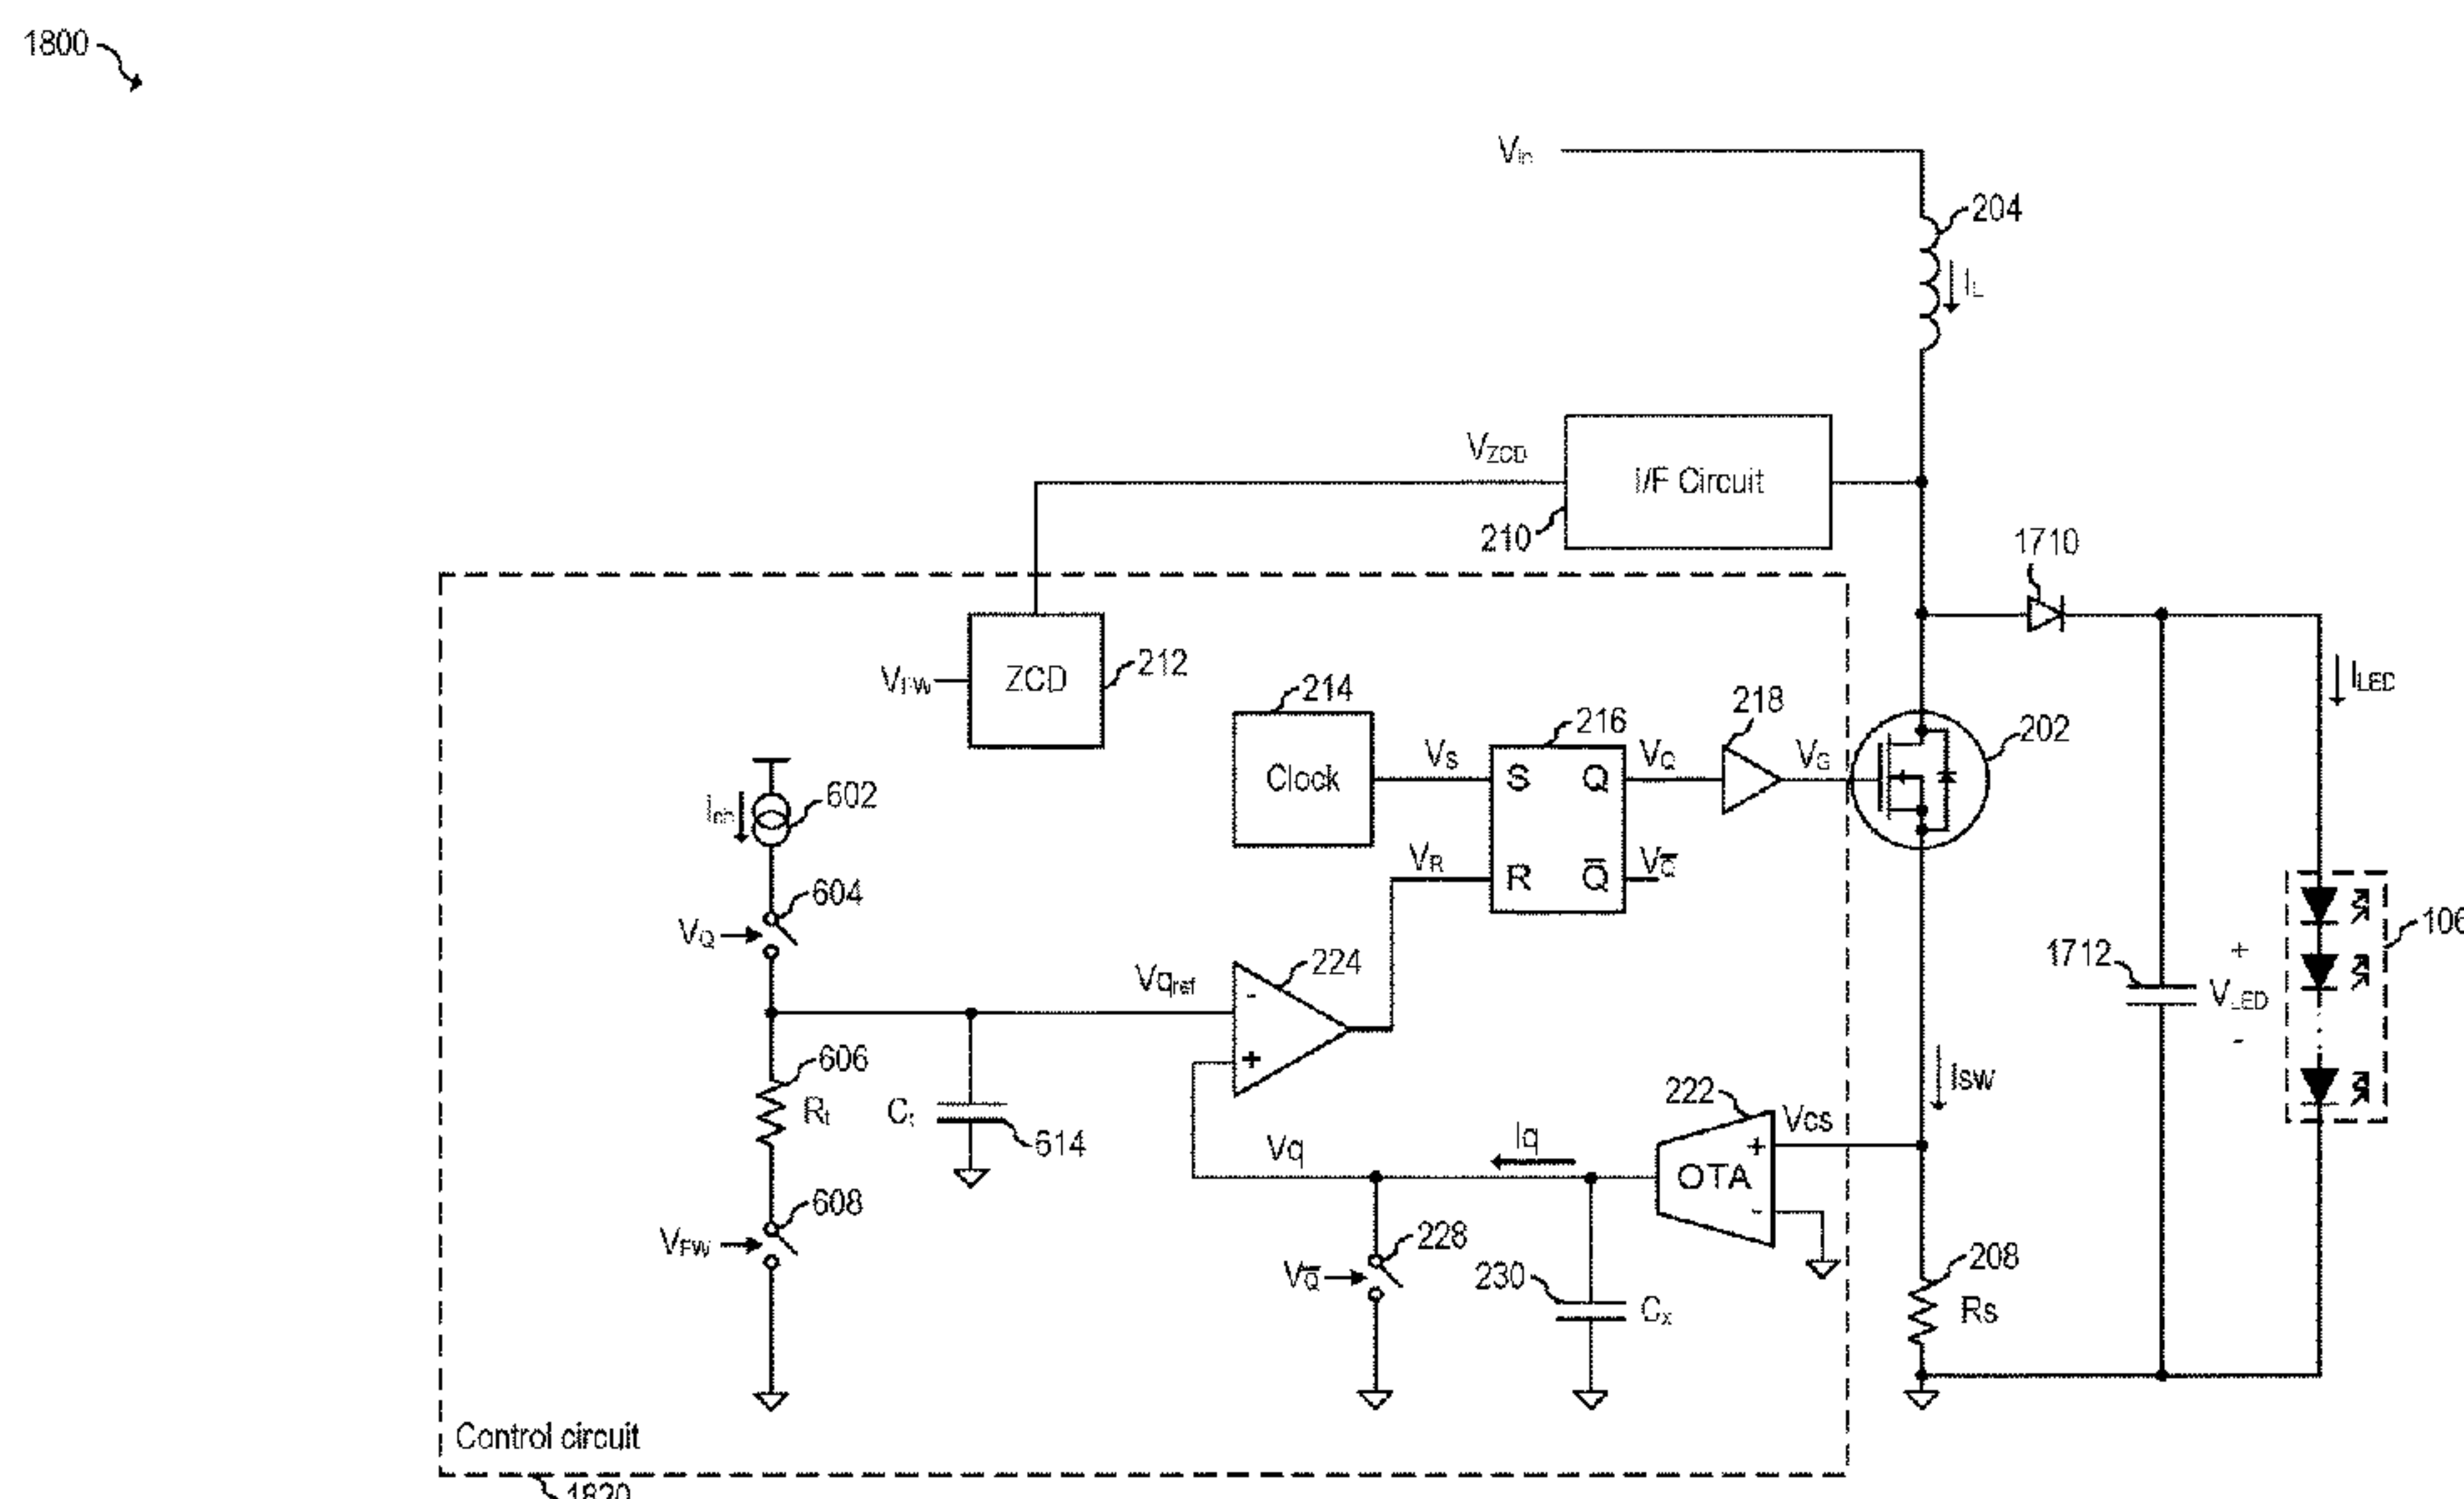 1800
Vin
204
IL
VZCD
I/F Circuit
210
1710
VFW
ZCD
212
214
Clock
VS
216
S
Q
R
Q̅
VQ
218
VG
202
ILED
VR
VQ̅
602
604
VQ
Vqref
224
-
+
1712
+
VLED
-
106
606
Rt
Ct
614
608
VFW
Vq
Iq
222
OTA
+
-
VCS
ISW
228
VQ̅
230
Cx
208
Rs
Control circuit
1820